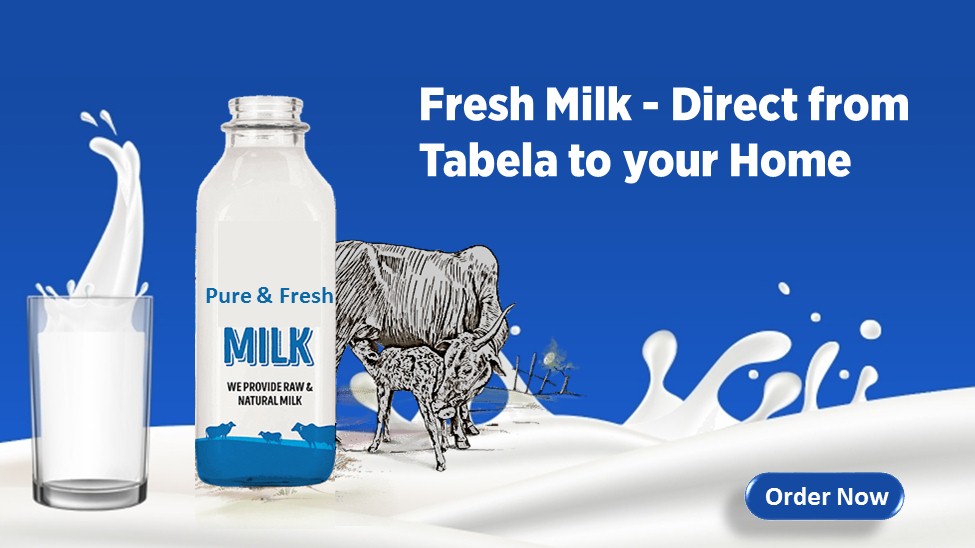 Fresh Milk - Direct from
Tabela to your Home
Pure & Fresh
MILK
WE PROVIDE RAW &
NATURAL MILK
Order Now